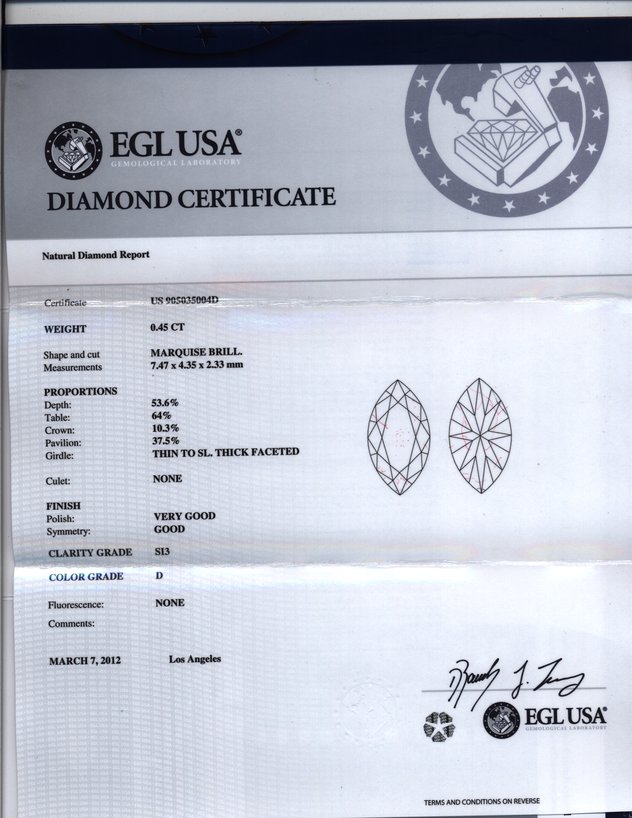 EGL USA®
GEMOLOGICAL LABORATORY
DIAMOND CERTIFICATE
Natural Diamond Report
Certificate US 905035004D
WEIGHT 0.45 CT
Shape and cut MARQUISE BRILL.
Measurements 7.47 x 4.35 x 2.33 mm
PROPORTIONS
Depth: 53.6%
Table: 64%
Crown: 10.3%
Pavilion: 37.5%
Girdle: THIN TO SL. THICK FACETED
Culet: NONE
FINISH
Polish: VERY GOOD
Symmetry: GOOD
CLARITY GRADE SI3
COLOR GRADE D
Fluorescence: NONE
Comments:
MARCH 7, 2012 Los Angeles
EGL USA®
GEMOLOGICAL LABORATORY
TERMS AND CONDITIONS ON REVERSE